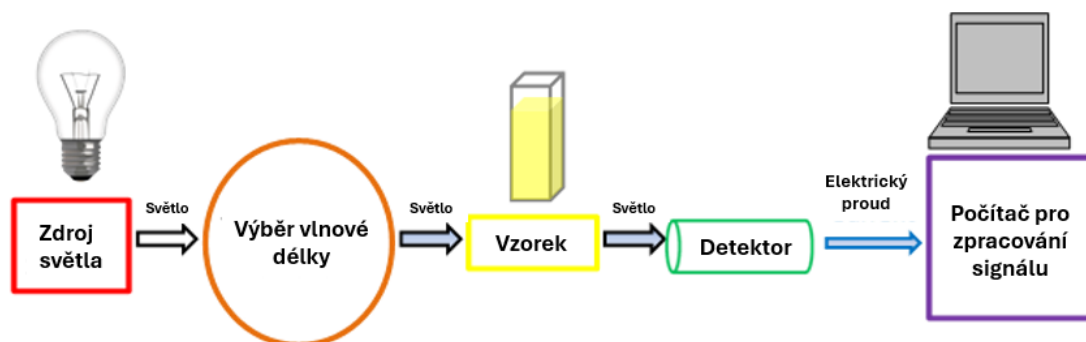 Zdroj
světla
Světlo
Výběr vlnové
délky
Světlo
Vzorek
Světlo
Detektor
Elektrický
proud
Počítač pro
zpracování
signálu